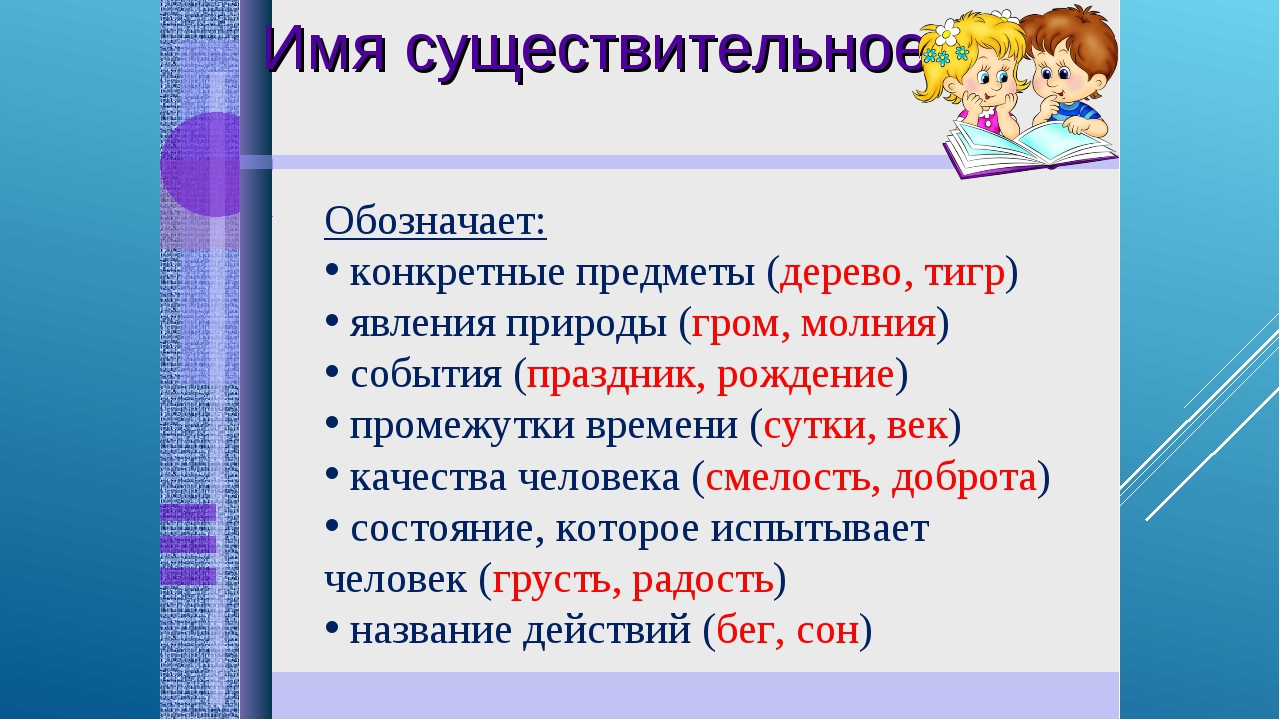 Имя существительное
Обозначает:
• конкретные предметы (дерево, тигр)
• явления природы (гром, молния)
• события (праздник, рождение)
• промежутки времени (сутки, век)
• качества человека (смелость, доброта)
• состояние, которое испытывает
человек (грусть, радость)
• название действий (бег, сон)